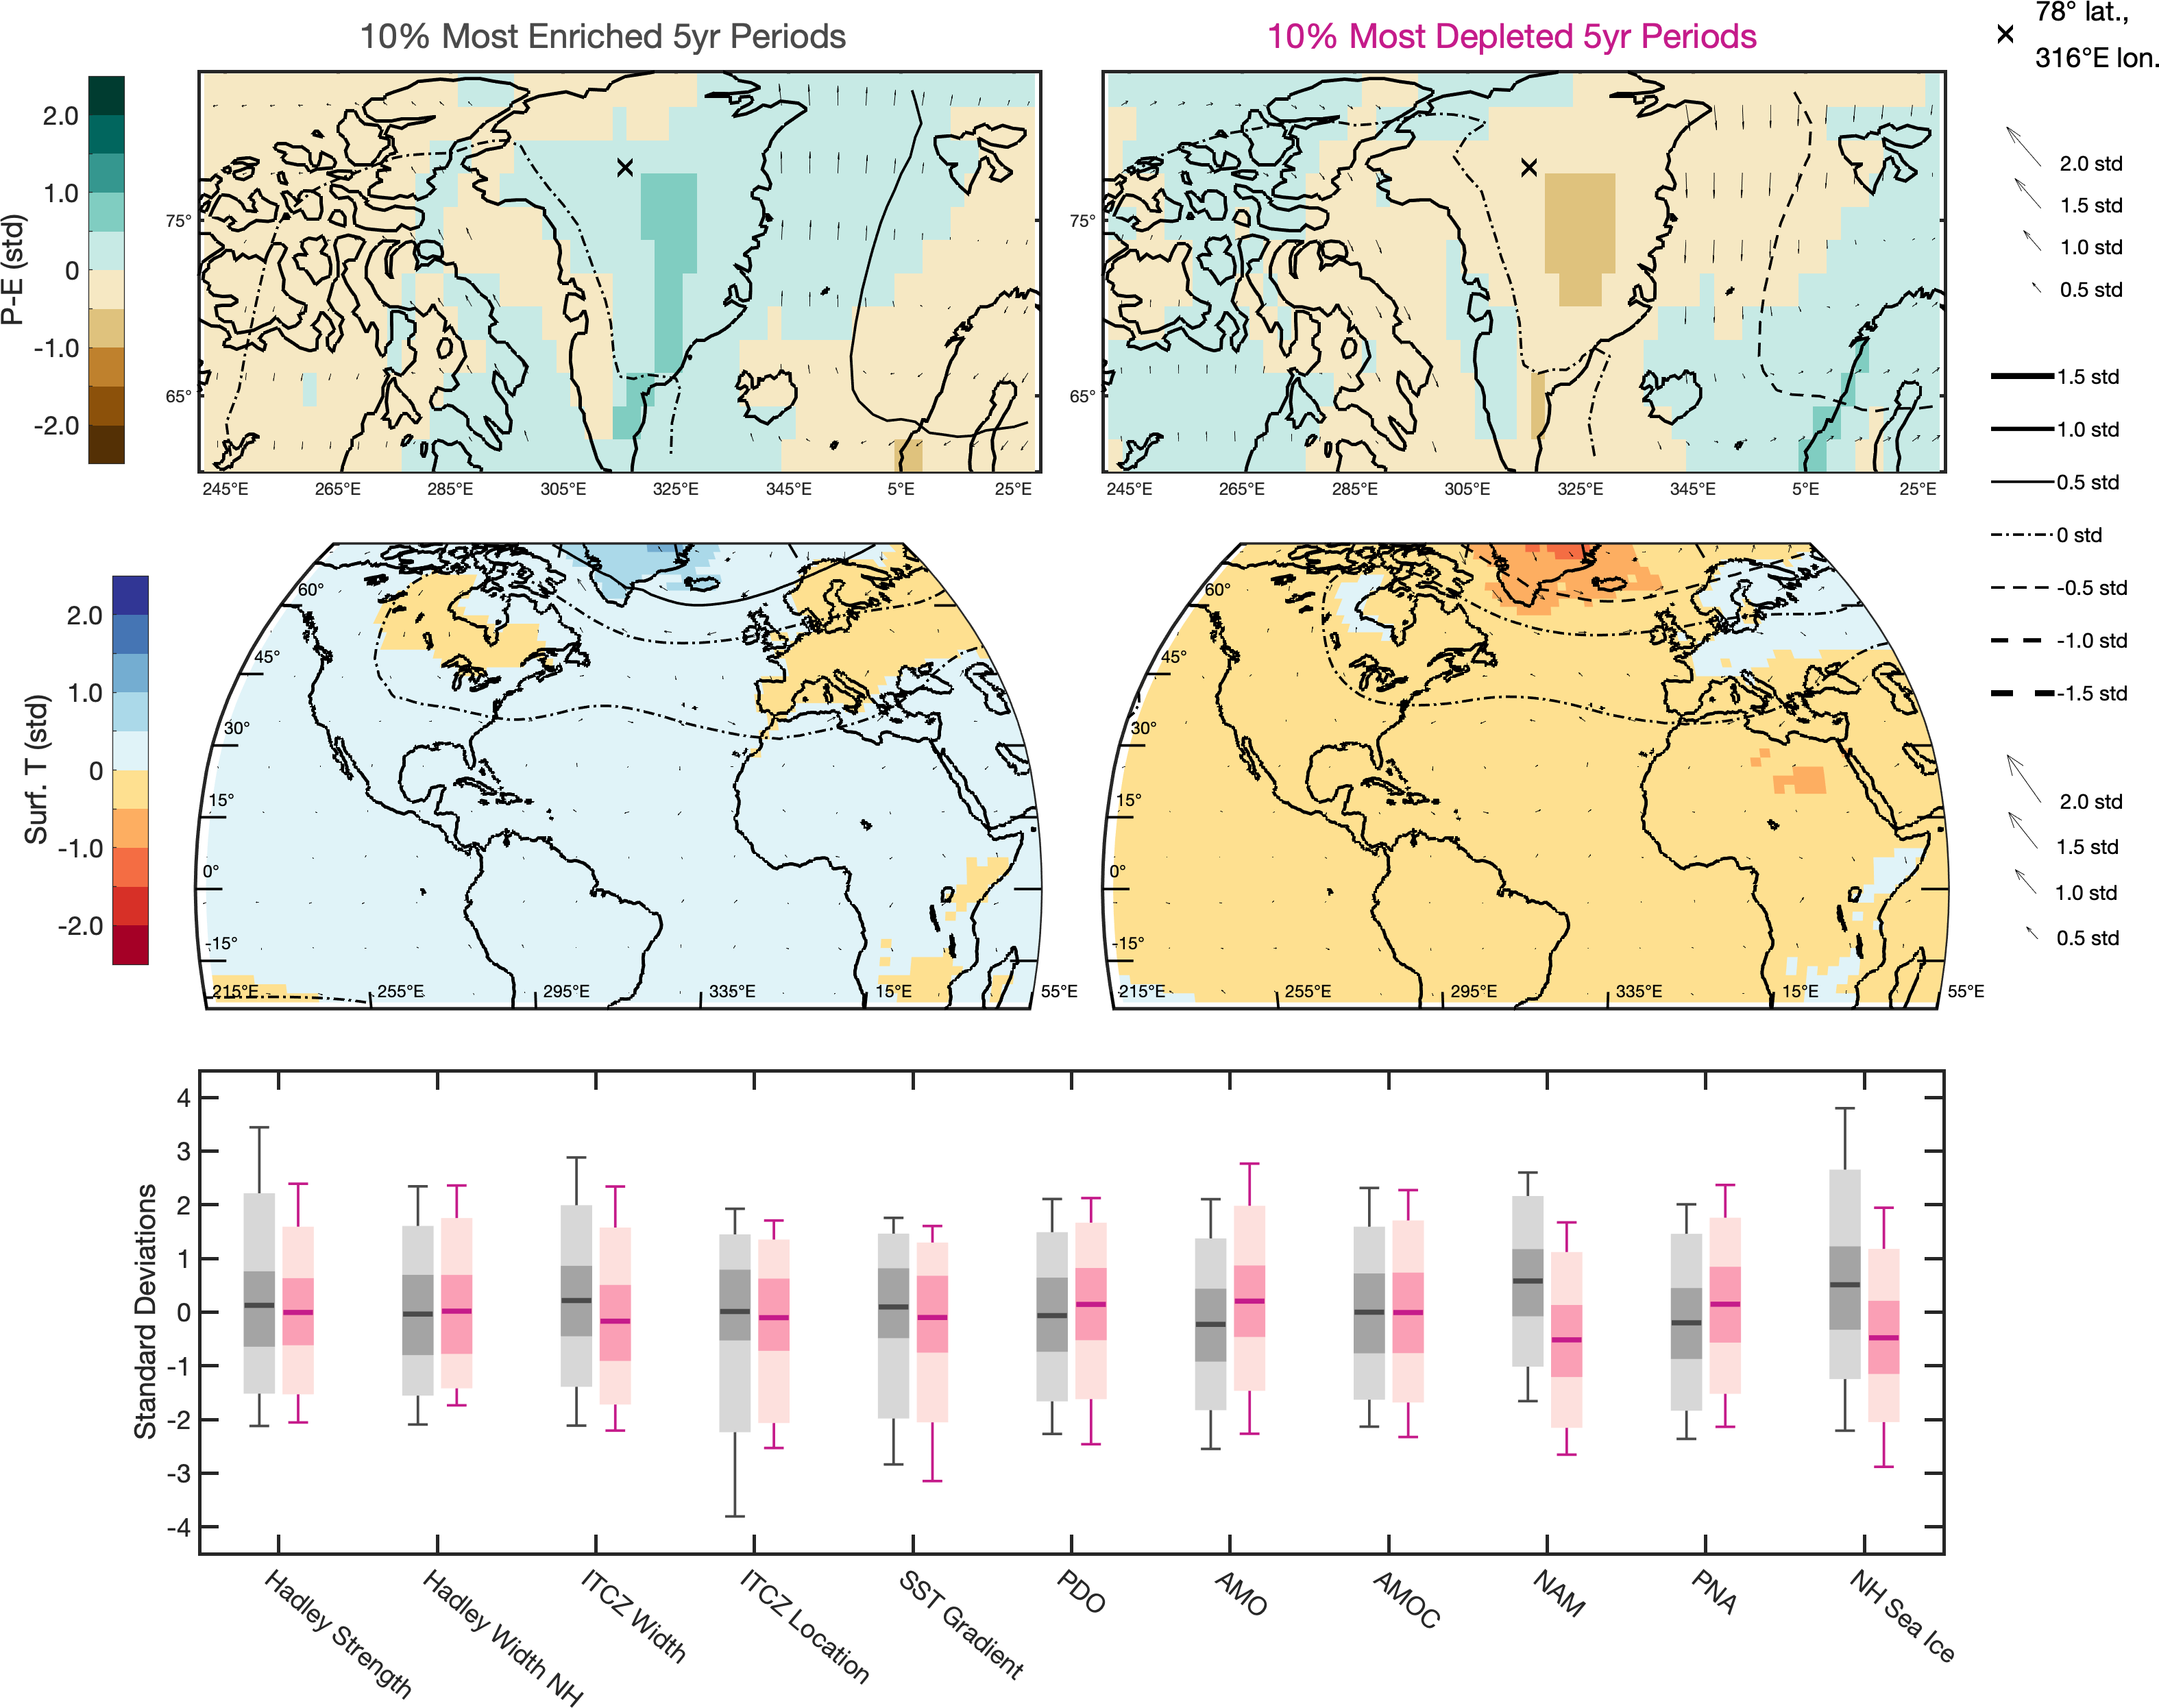 10% Most Enriched 5yr Periods
10% Most Depleted 5yr Periods
78° lat.,
316°E lon.
P-E (std)
2.0
1.0
0
-1.0
-2.0
75°
65°
245°E 265°E 285°E 305°E 325°E 345°E 5°E 25°E
75°
65°
245°E 265°E 285°E 305°E 325°E 345°E 5°E 25°E
2.0 std
1.5 std
1.0 std
0.5 std
1.5 std
1.0 std
0.5 std
0 std
-0.5 std
-1.0 std
-1.5 std
Surf. T (std)
2.0
1.0
0
-1.0
-2.0
60°
45°
30°
15°
0°
-15°
215°E 255°E 295°E 335°E 15°E 55°E
60°
45°
30°
15°
0°
-15°
215°E 255°E 295°E 335°E 15°E 55°E
2.0 std
1.5 std
1.0 std
0.5 std
Standard Deviations
4
3
2
1
0
-1
-2
-3
-4
Hadley Strength
Hadley Width NH
ITCZ Width
ITCZ Location
SST Gradient
PDO
AMO
AMOC
NAM
PNA
NH Sea Ice